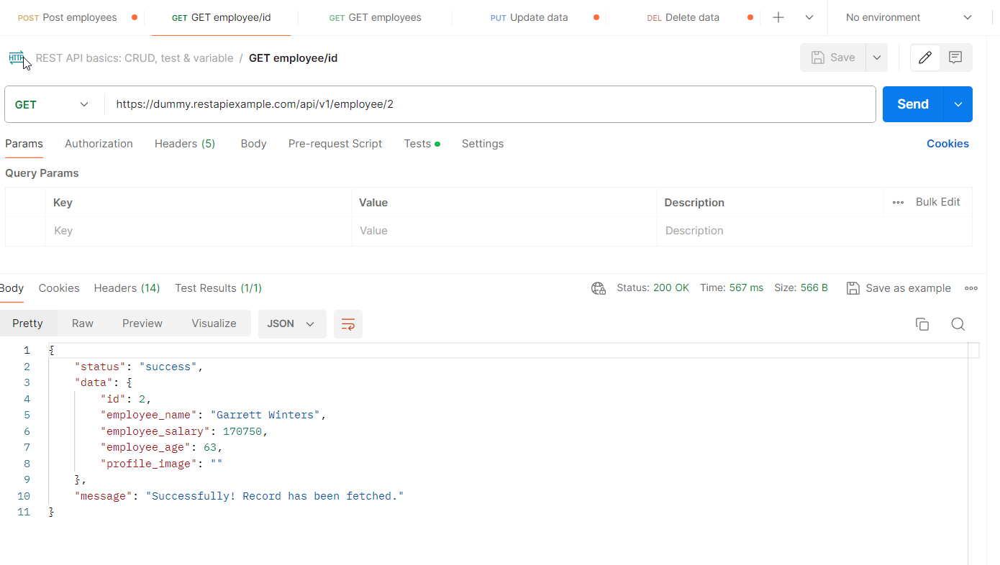 POST Post employees GET GET employee/id GET GET employees PUT Update data DEL Delete data No environment
HTTP REST API basics: CRUD, test & variable / GET employee/id Save
GET https://dummy.restapiexample.com/api/v1/employee/2 Send
Params Authorization Headers (5) Body Pre-request Script Tests Settings Cookies
Query Params
Key Value Description Bulk Edit
Key Value Description
Body Cookies Headers (14) Test Results (1/1) Status: 200 OK Time: 567 ms Size: 566 B Save as example
Pretty Raw Preview Visualize JSON
1 {
2 "status": "success",
3 "data": {
4 "id": 2,
5 "employee_name": "Garrett Winters",
6 "employee_salary": 170750,
7 "employee_age": 63,
8 "profile_image": ""
9 },
10 "message": "Successfully! Record has been fetched."
11 }